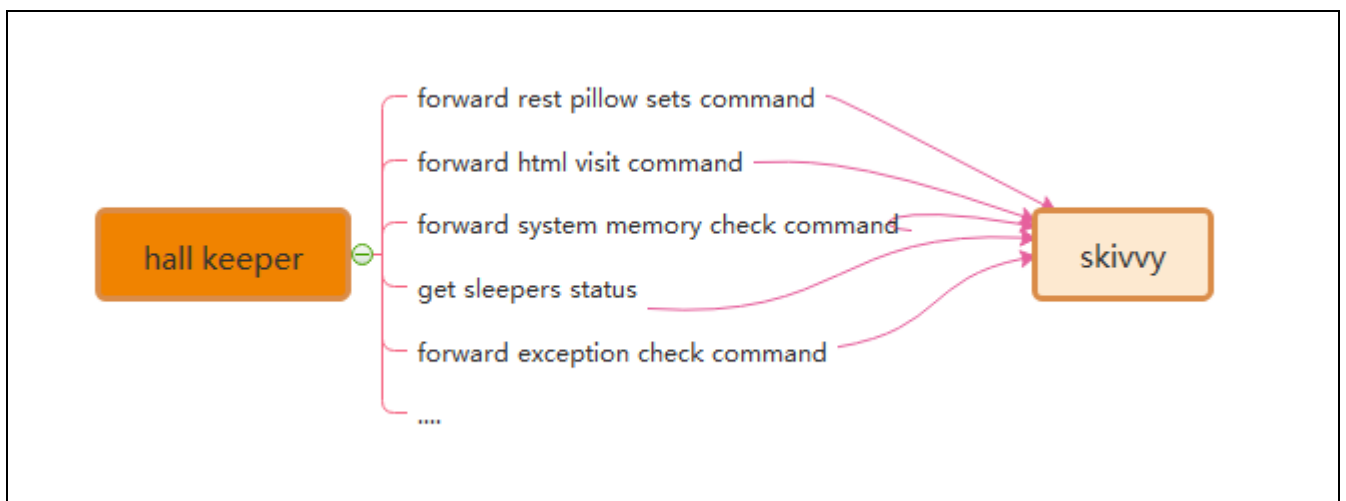 forward rest pillow sets command
forward html visit command
forward system memory check command
hall keeper
skivvy
get sleepers status
forward exception check command
....